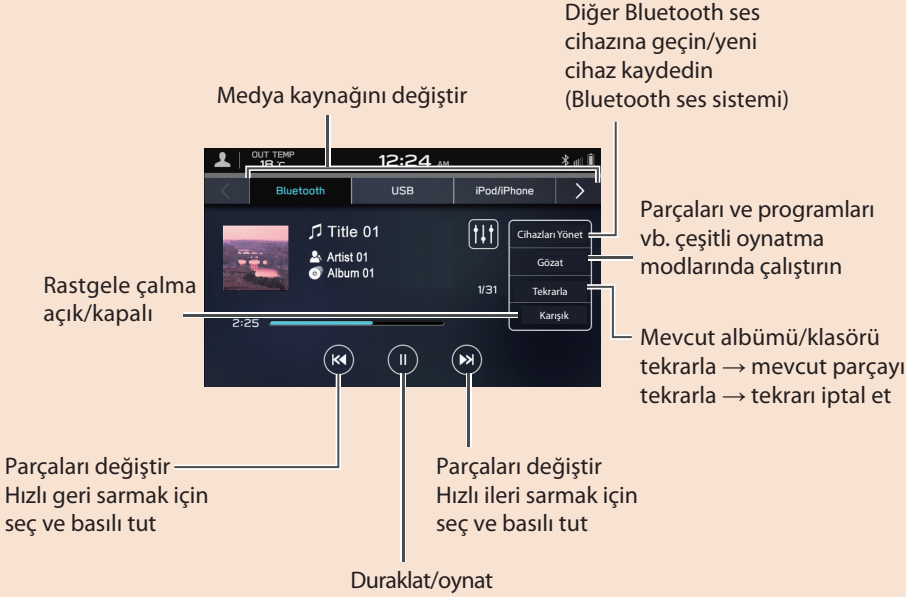 Diğer Bluetooth ses
cihazına geçin/yeni
cihaz kaydedin
(Bluetooth ses sistemi)
Medya kaynağını değiştir
OUT TEMP
18 °C
12:24 AM
Bluetooth
USB
iPod/iPhone
Title 01
Artist 01
Album 01
1/31
2:25
Cihazları Yönet
Gözat
Tekrarla
Karışık
Parçaları ve programları
vb. çeşitli oynatma
modlarında çalıştırın
Rastgele çalma
açık/kapalı
Mevcut albümü/klasörü
tekrarla → mevcut parçayı
tekrarla → tekrarı iptal et
Parçaları değiştir
Hızlı geri sarmak için
seç ve basılı tut
Parçaları değiştir
Hızlı ileri sarmak için
seç ve basılı tut
Duraklat/oynat